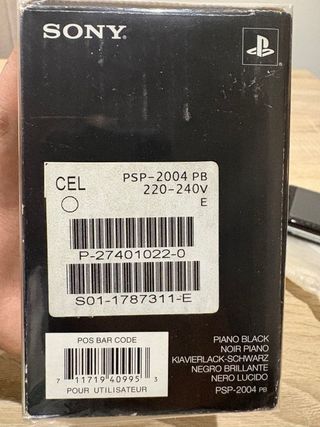 SONY
CEL
PSP-2004 PB
220-240V
E
P-27401022-0
S01-1787311-E
POS BAR CODE
7 11719 40995 3
POUR UTILISATEUR
PIANO BLACK
NOIR PIANO
KLAVIERLACK-SCHWARZ
NEGRO BRILLANTE
NERO LUCIDO
PSP-2004 PB